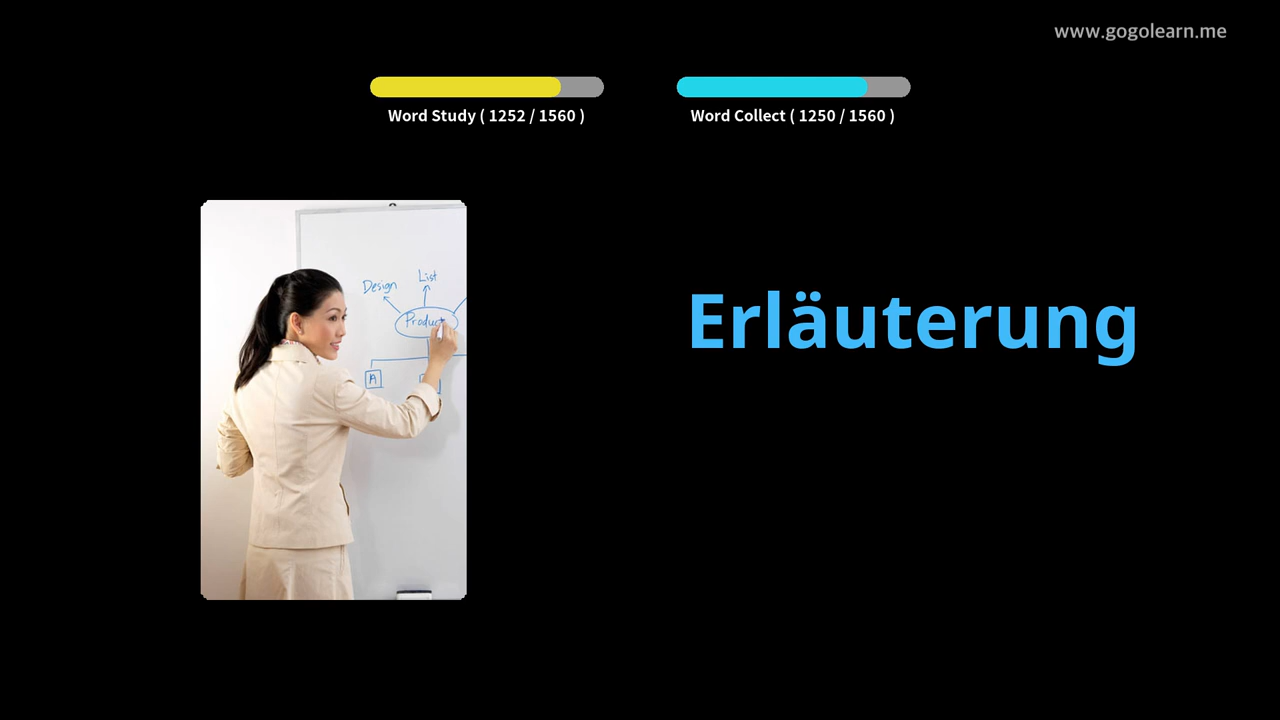 www.gogolearn.me
Word Study ( 1252 / 1560 )
Word Collect ( 1250 / 1560 )
Erläuterung
List
Design
Product
A